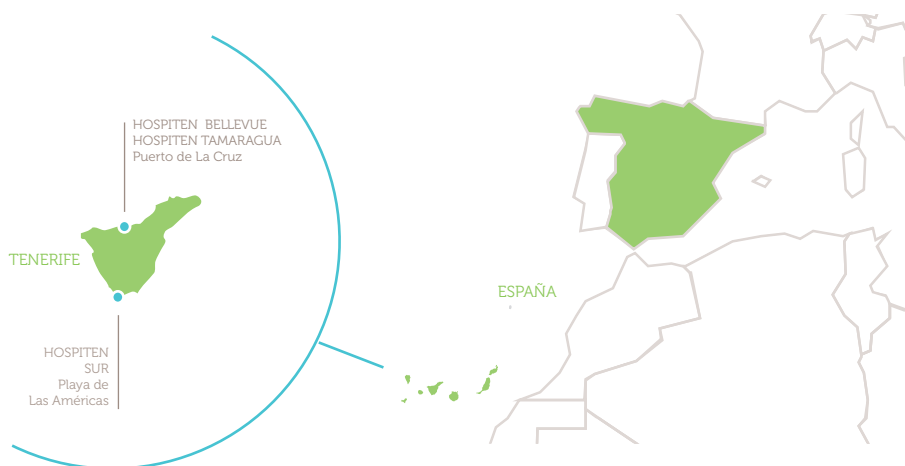 HOSPITEN BELLEVUE
HOSPITEN TAMARAGUA
Puerto de La Cruz
TENERIFE
ESPAÑA
HOSPITEN
SUR
Playa de
Las Américas